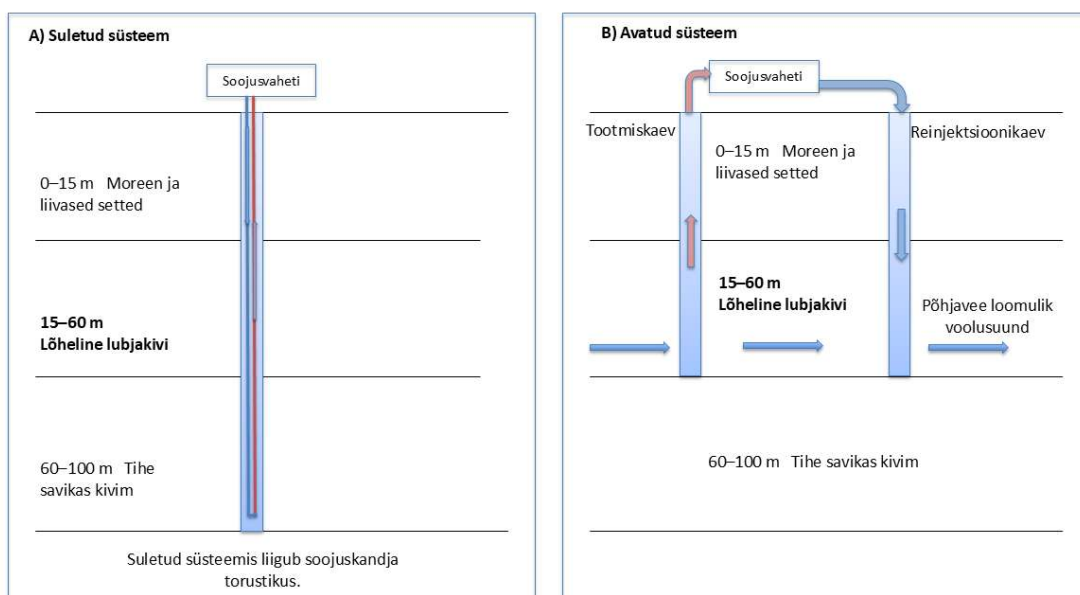 A) Suletud süsteem
Soojusvaheti
0–15 m Moreen ja
liivased setted
15–60 m
Lõheline lubjakivi
60–100 m Tihe
savikas kivim
Suletud süsteemis liigub soojuskandja
torustikus.
B) Avatud süsteem
Soojusvaheti
Tootmiskaev
Reinjektsioonikaev
0–15 m Moreen ja
liivased setted
15–60 m
Lõheline lubjakivi
Põhjavee loomulik
voolusuund
60–100 m Tihe savikas kivim